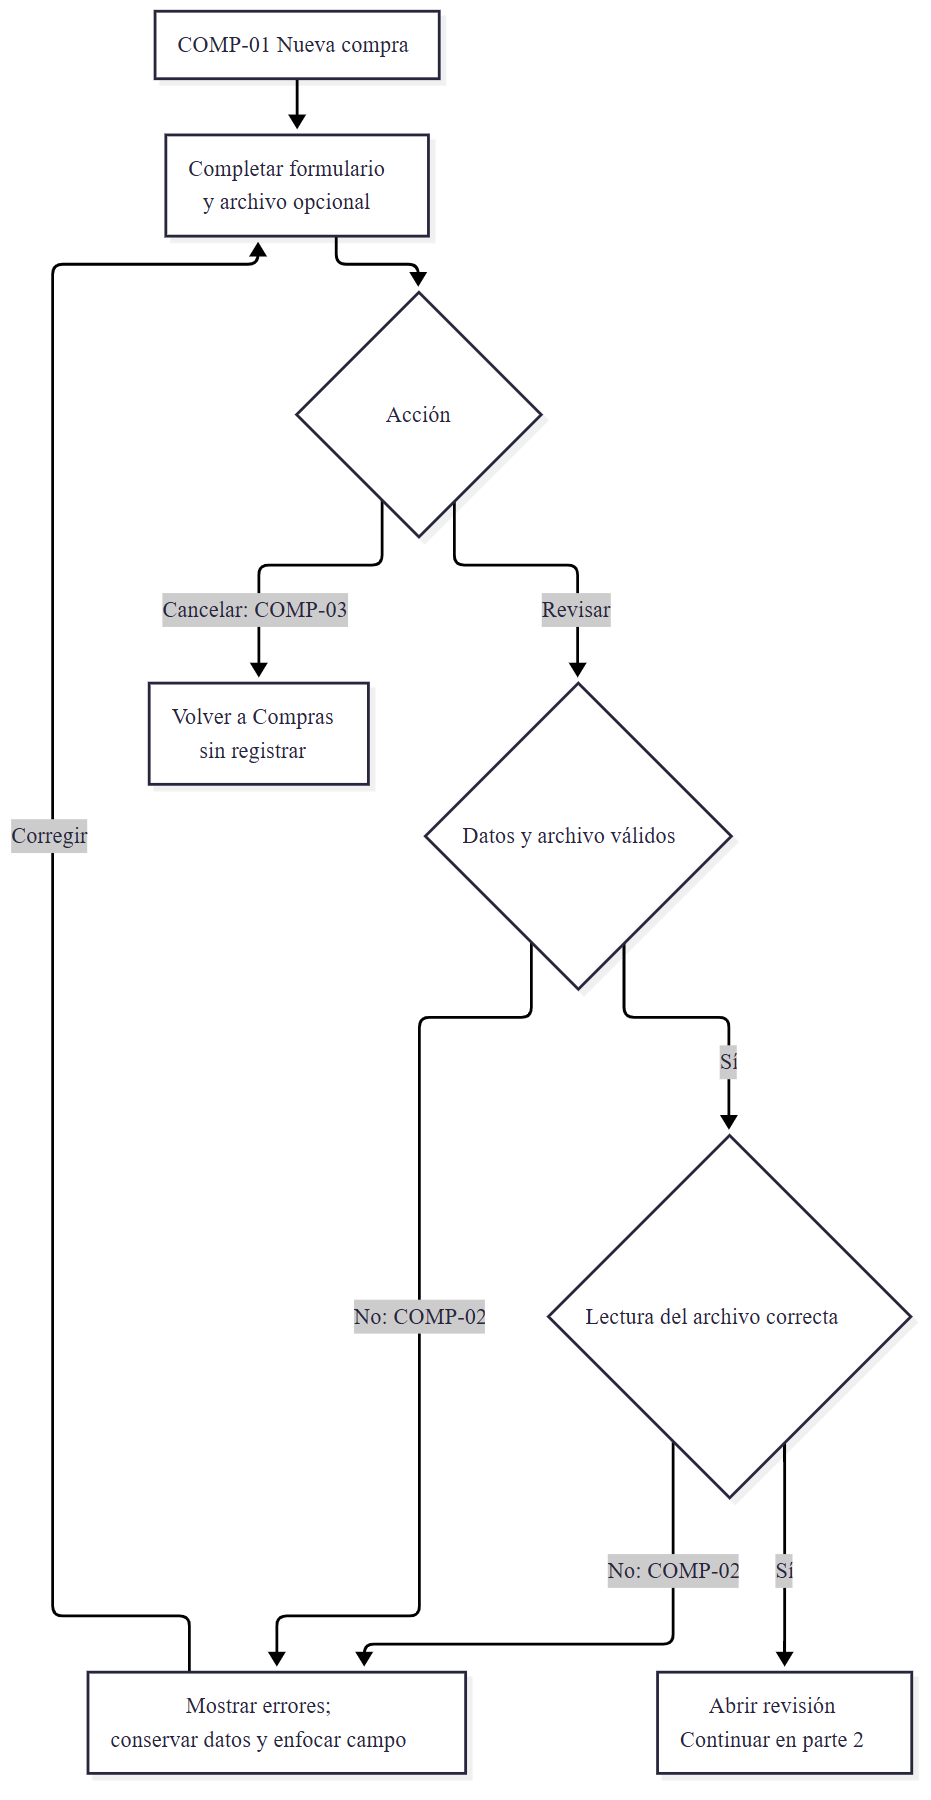 COMP-01 Nueva compra
Completar formulario
y archivo opcional
Acción
Cancelar: COMP-03
Revisar
Volver a Compras
sin registrar
Corregir
Datos y archivo válidos
Sí
No: COMP-02
Lectura del archivo correcta
No: COMP-02
Sí
Mostrar errores;
conservar datos y enfocar campo
Abrir revisión
Continuar en parte 2